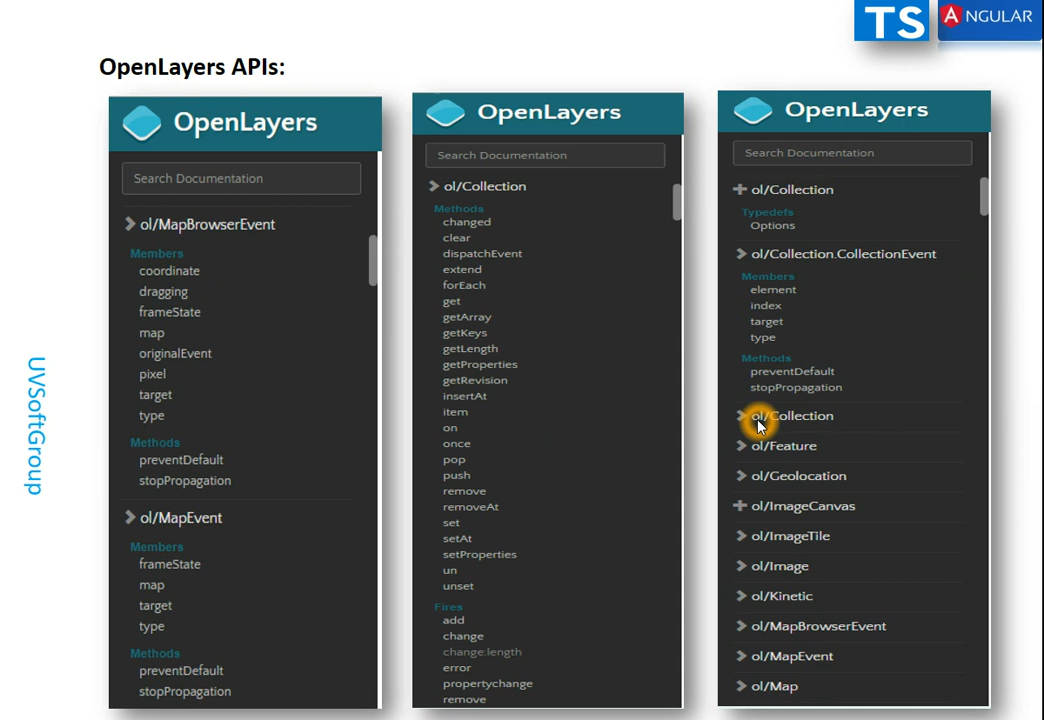 TS
ANGULAR
OpenLayers APIs:
UVSoftGroup
OpenLayers
Search Documentation
ol/MapBrowserEvent
Members
coordinate
dragging
frameState
map
originalEvent
pixel
target
type
Methods
preventDefault
stopPropagation
ol/MapEvent
Members
frameState
map
target
type
Methods
preventDefault
stopPropagation
OpenLayers
Search Documentation
ol/Collection
Methods
changed
clear
dispatchEvent
extend
forEach
get
getArray
getKeys
getLength
getProperties
getRevision
insertAt
item
on
once
pop
push
remove
removeAt
set
setAt
setProperties
un
unset
Fires
add
change
change:length
error
propertychange
remove
OpenLayers
Search Documentation
ol/Collection
Typedefs
Options
ol/Collection.CollectionEvent
Members
element
index
target
type
Methods
preventDefault
stopPropagation
ol/Collection
ol/Feature
ol/Geolocation
ol/ImageCanvas
ol/ImageTile
ol/Image
ol/Kinetic
ol/MapBrowserEvent
ol/MapEvent
ol/Map